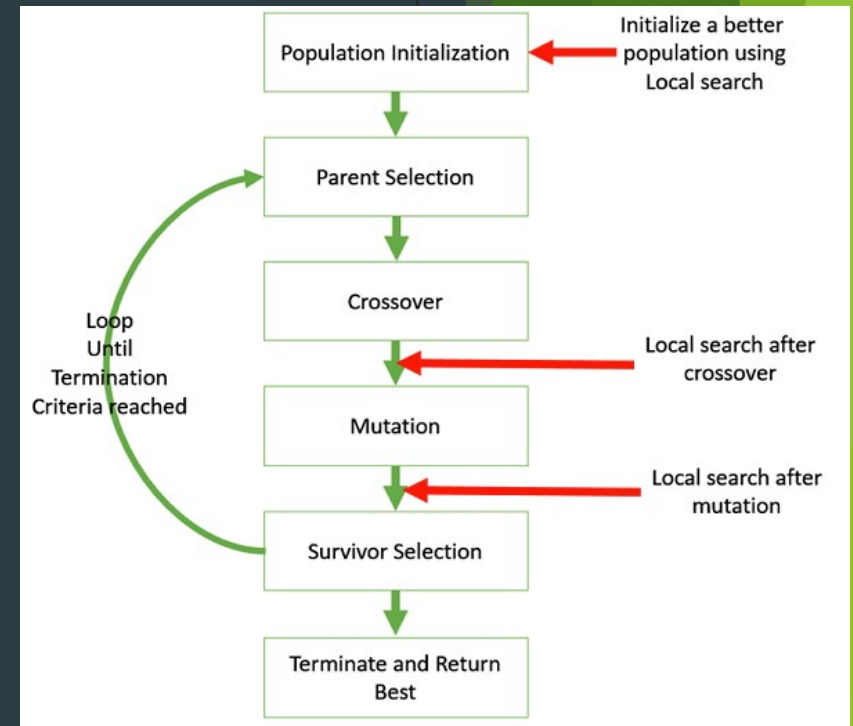 Population Initialization
Initialize a better
population using
Local search
Parent Selection
Crossover
Loop
Until
Termination
Criteria reached
Local search after
crossover
Mutation
Local search after
mutation
Survivor Selection
Terminate and Return
Best